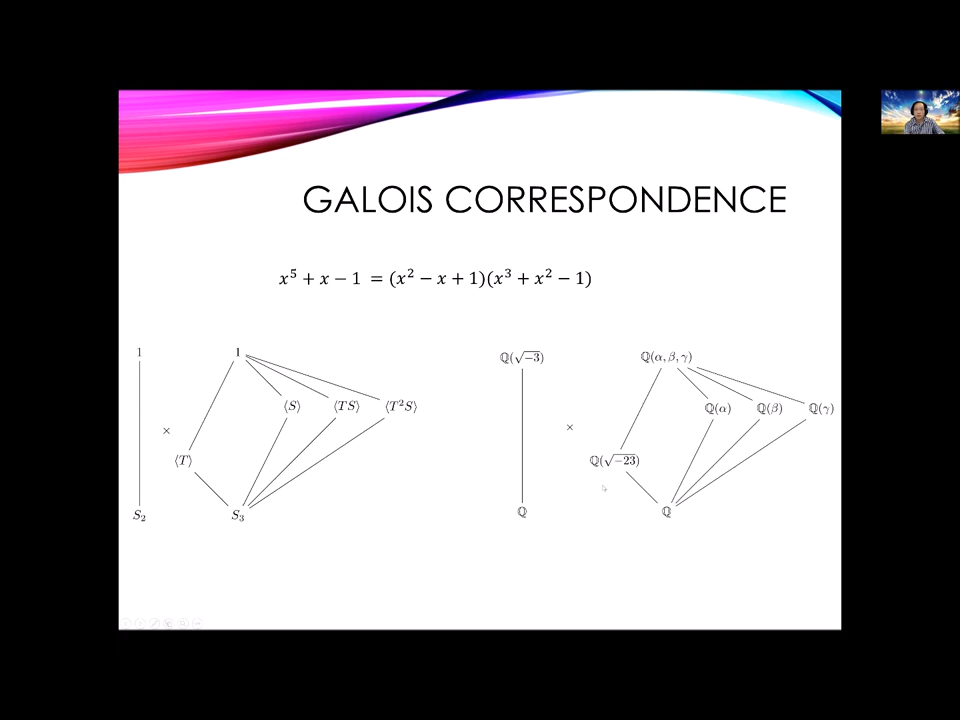 GALOIS CORRESPONDENCE
x⁵ + x − 1 = (x² − x + 1)(x³ + x² − 1)
1 1 ℚ(√−3) ℚ(α, β, γ)
⟨S⟩ ⟨TS⟩ ⟨T²S⟩ ℚ(α) ℚ(β) ℚ(γ)
× ×
⟨T⟩ ℚ(√−23)
S₂ S₃ ℚ ℚ